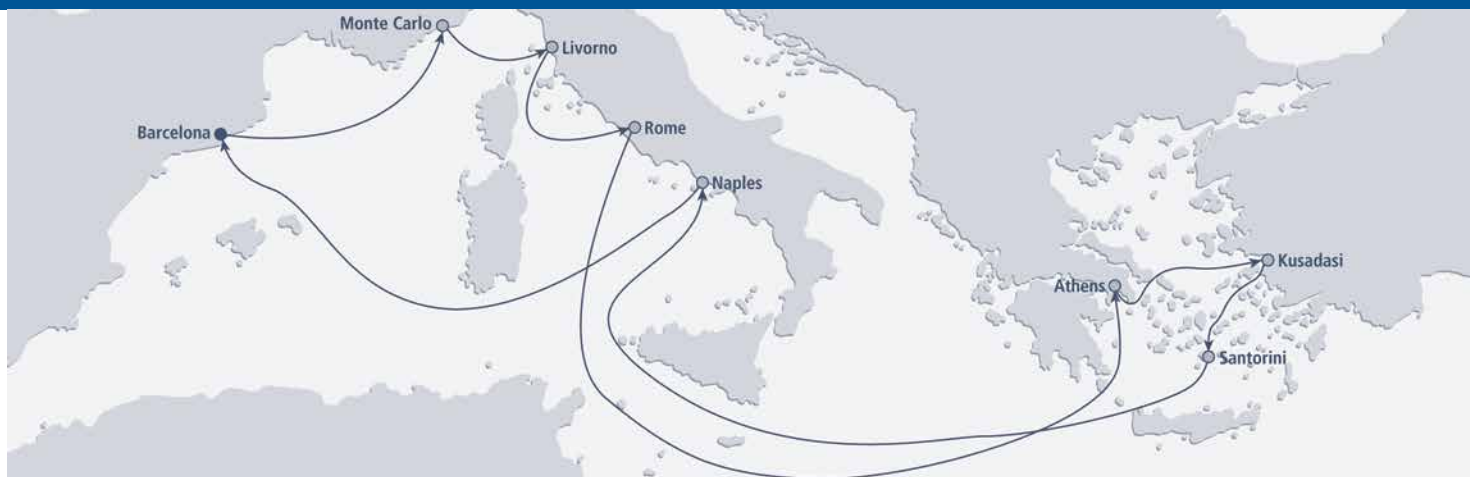 Monte Carlo
Livorno
Barcelona
Rome
Naples
Kusadasi
Athens
Santorini